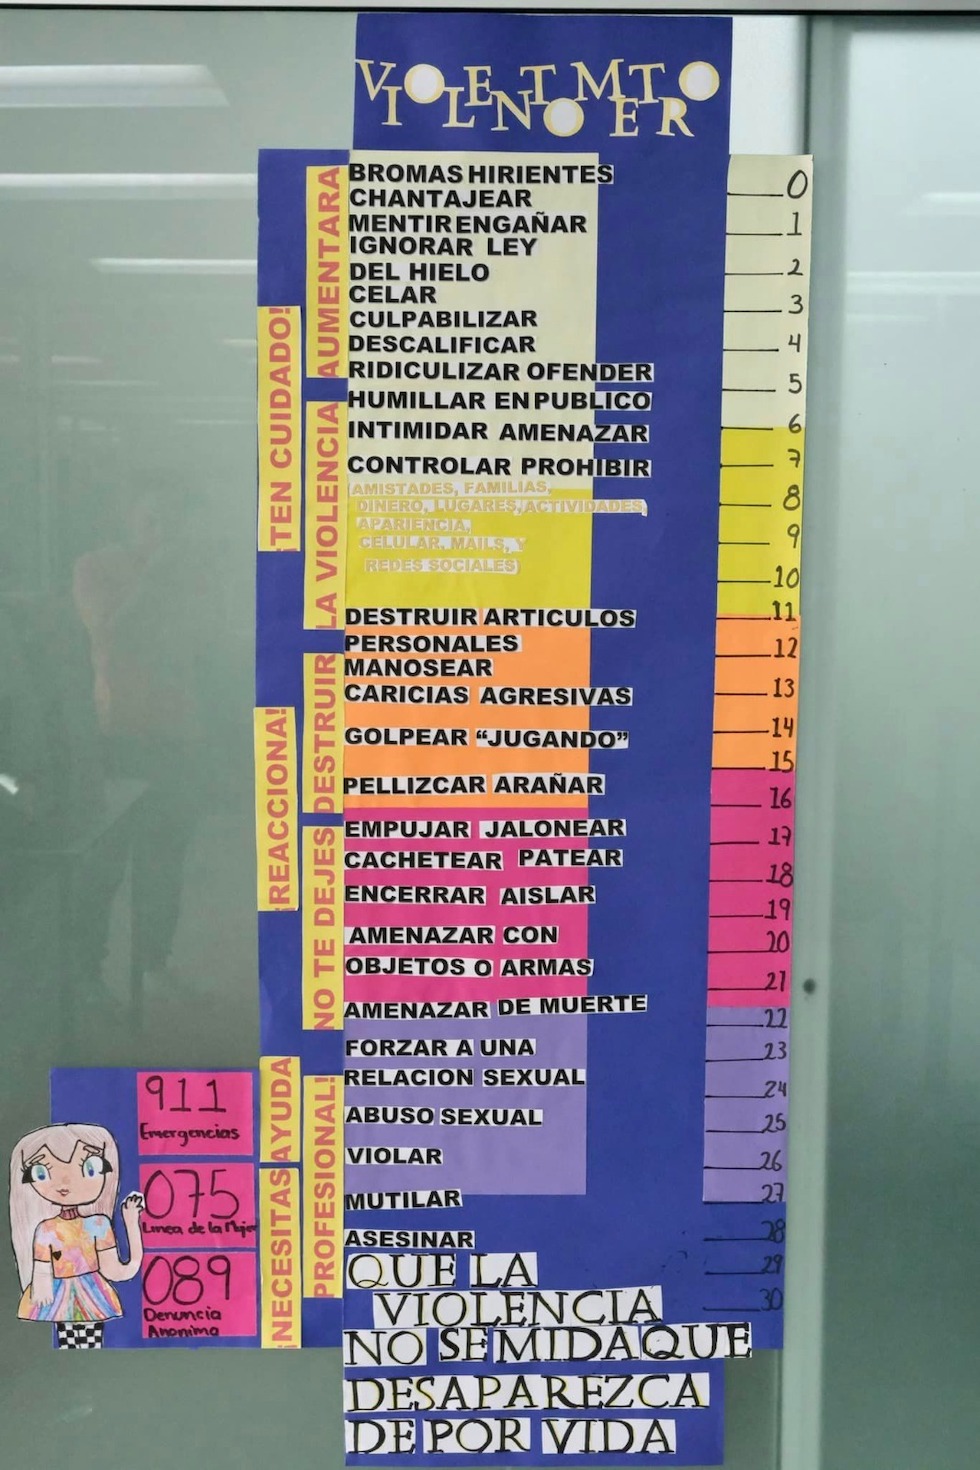 VIOLENTOMETRO
BROMAS HIRIENTES
CHANTAJEAR
MENTIR ENGAÑAR
IGNORAR LEY
DEL HIELO
CELAR
CULPABILIZAR
DESCALIFICAR
RIDICULIZAR OFENDER
HUMILLAR EN PUBLICO
INTIMIDAR AMENAZAR
CONTROLAR PROHIBIR
AMISTADES, FAMILIAS,
DINERO, LUGARES, ACTIVIDADES,
APARIENCIA,
CELULAR, MAILS, Y
REDES SOCIALES)
DESTRUIR ARTICULOS
PERSONALES
MANOSEAR
CARICIAS AGRESIVAS
GOLPEAR “JUGANDO”
PELLIZCAR ARAÑAR
EMPUJAR JALONEAR
CACHETEAR PATEAR
ENCERRAR AISLAR
AMENAZAR CON
OBJETOS O ARMAS
AMENAZAR DE MUERTE
FORZAR A UNA
RELACION SEXUAL
ABUSO SEXUAL
VIOLAR
MUTILAR
ASESINAR
QUE LA
VIOLENCIA
NO SE MIDA QUE
DESAPAREZCA
DE POR VIDA
¡TEN CUIDADO!
LA VIOLENCIA AUMENTARA
¡REACCIONA!
NO TE DEJES DESTRUIR
¡NECESITAS AYUDA
PROFESIONAL!
911
Emergencias
075
Linea de la Mujer
089
Denuncia
Anonima
0
1
2
3
4
5
6
7
8
9
10
11
12
13
14
15
16
17
18
19
20
21
22
23
24
25
26
27
28
29
30